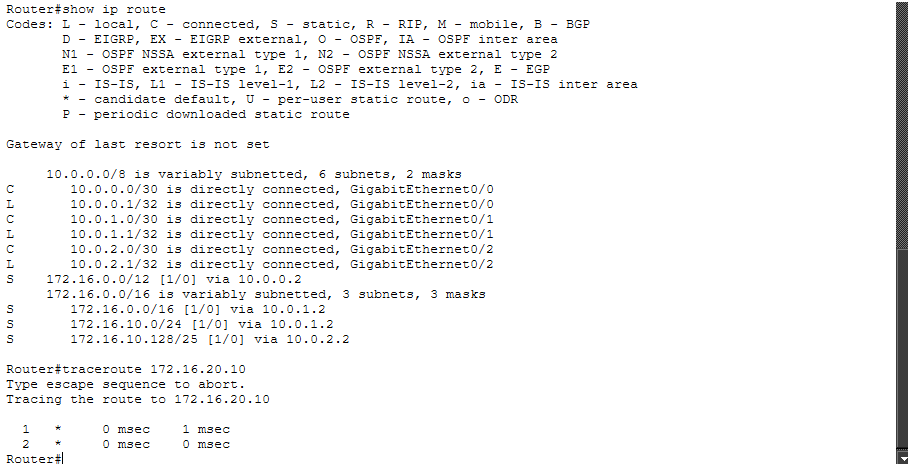 Router#show ip route
Codes: L - local, C - connected, S - static, R - RIP, M - mobile, B - BGP
       D - EIGRP, EX - EIGRP external, O - OSPF, IA - OSPF inter area
       N1 - OSPF NSSA external type 1, N2 - OSPF NSSA external type 2
       E1 - OSPF external type 1, E2 - OSPF external type 2, E - EGP
       i - IS-IS, L1 - IS-IS level-1, L2 - IS-IS level-2, ia - IS-IS inter area
       * - candidate default, U - per-user static route, o - ODR
       P - periodic downloaded static route
Gateway of last resort is not set
     10.0.0.0/8 is variably subnetted, 6 subnets, 2 masks
C       10.0.0.0/30 is directly connected, GigabitEthernet0/0
L       10.0.0.1/32 is directly connected, GigabitEthernet0/0
C       10.0.1.0/30 is directly connected, GigabitEthernet0/1
L       10.0.1.1/32 is directly connected, GigabitEthernet0/1
C       10.0.2.0/30 is directly connected, GigabitEthernet0/2
L       10.0.2.1/32 is directly connected, GigabitEthernet0/2
S    172.16.0.0/12 [1/0] via 10.0.0.2
     172.16.0.0/16 is variably subnetted, 3 subnets, 3 masks
S       172.16.0.0/16 [1/0] via 10.0.1.2
S       172.16.10.0/24 [1/0] via 10.0.1.2
S       172.16.10.128/25 [1/0] via 10.0.2.2
Router#traceroute 172.16.20.10
Type escape sequence to abort.
Tracing the route to 172.16.20.10
  1   *     0 msec    1 msec
  2   *     0 msec    0 msec
Router#